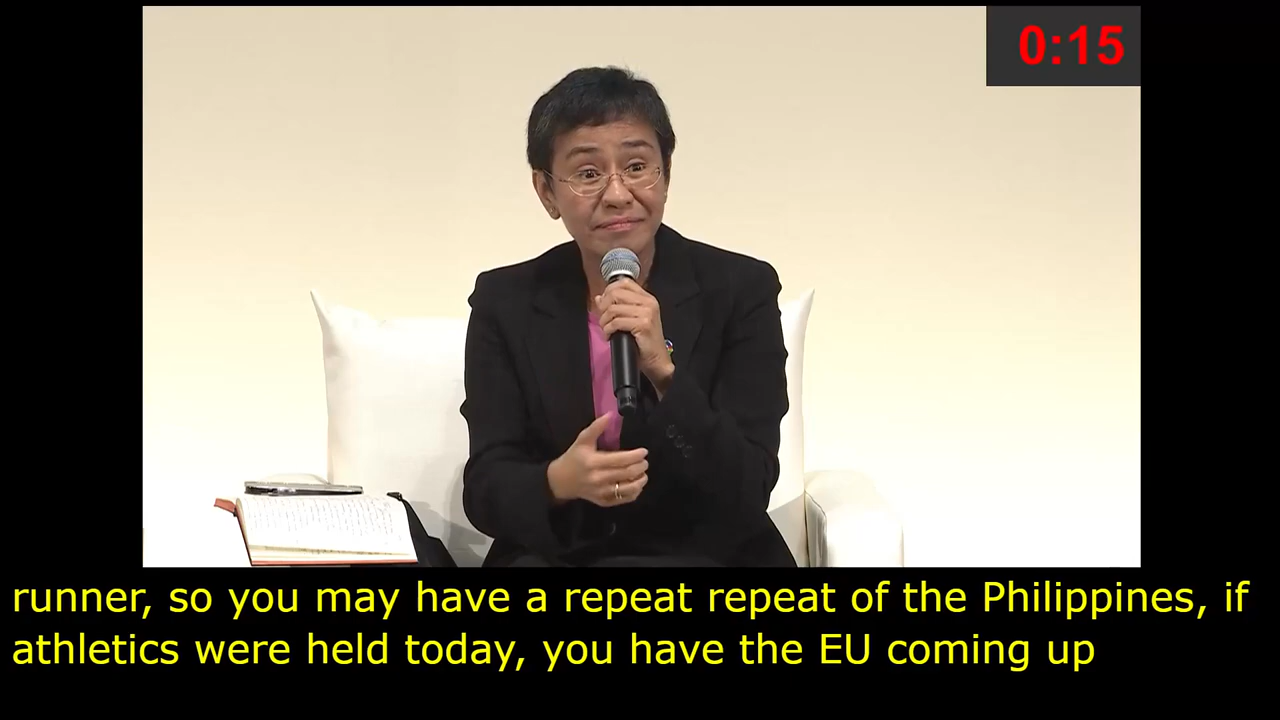 0:15
runner, so you may have a repeat repeat of the Philippines, if
athletics were held today, you have the EU coming up